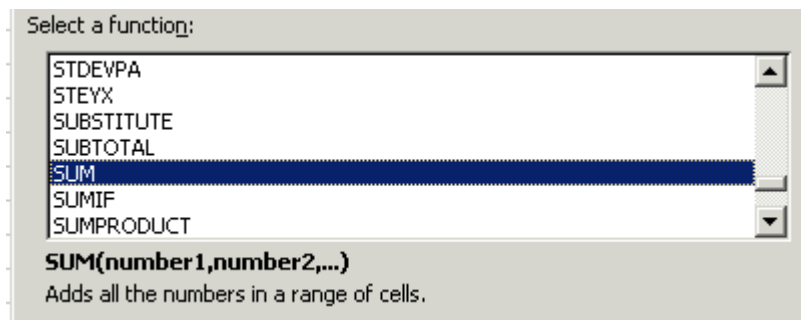 Select a function:
STDEVPA
STEYX
SUBSTITUTE
SUBTOTAL
SUM
SUMIF
SUMPRODUCT
SUM(number1,number2,...)
Adds all the numbers in a range of cells.